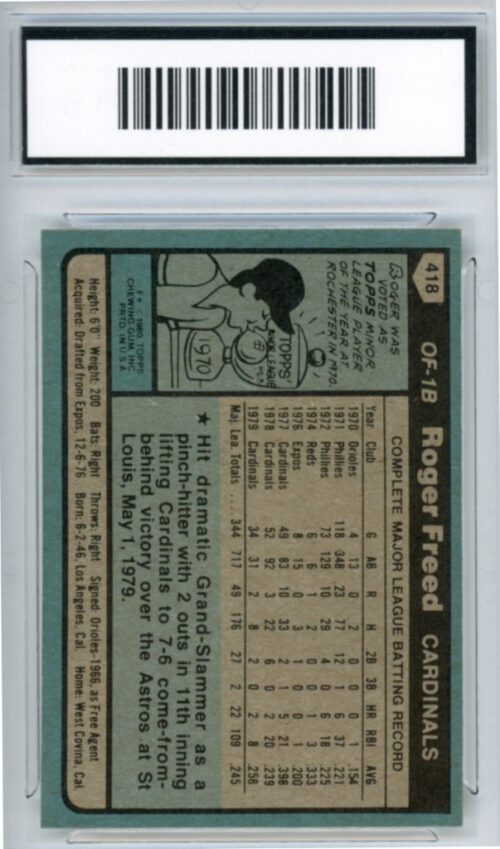 418
OF-1B Roger Freed CARDINALS
ROGER WAS
VOTED AS
TOPPS MINOR
LEAGUE PLAYER
OF THE YEAR AT
ROCHESTER IN 1970.
TOPPS'
1970
F* © 1980 TOPPS
CHEWING GUM, INC.
PRTD. IN U.S.A.
COMPLETE MAJOR LEAGUE BATTING RECORD
Year Club G AB R H 2B 3B HR RBI AVG
1970 Orioles 4 13 0 2 0 0 0 1 .154
1971 Phillies 118 348 23 77 12 1 6 37 .221
1972 Phillies 73 129 10 29 4 0 6 18 .225
1974 Reds 6 6 1 2 0 0 1 3 .333
1976 Expos 8 15 0 3 1 0 0 1 .200
1977 Cardinals 49 83 10 33 2 1 5 21 .398
1978 Cardinals 52 92 3 22 6 0 2 20 .239
1979 Cardinals 34 31 2 8 2 0 2 8 .258
Maj. Lea. Totals ..... 344 717 49 176 27 2 22 109 .245
★ Hit dramatic Grand-Slammer as a
pinch-hitter with 2 outs in 11th inning
lifting Cardinals to 7-6 come-from-
behind victory over the Astros at St
Louis, May 1, 1979.
Height: 6'0" Weight: 200 Bats: Right Throws: Right Signed: Orioles-1966, as Free Agent
Acquired: Drafted from Expos, 12-6-76 Born: 6-2-46, Los Angeles, Cal. Home: West Covina, Cal.